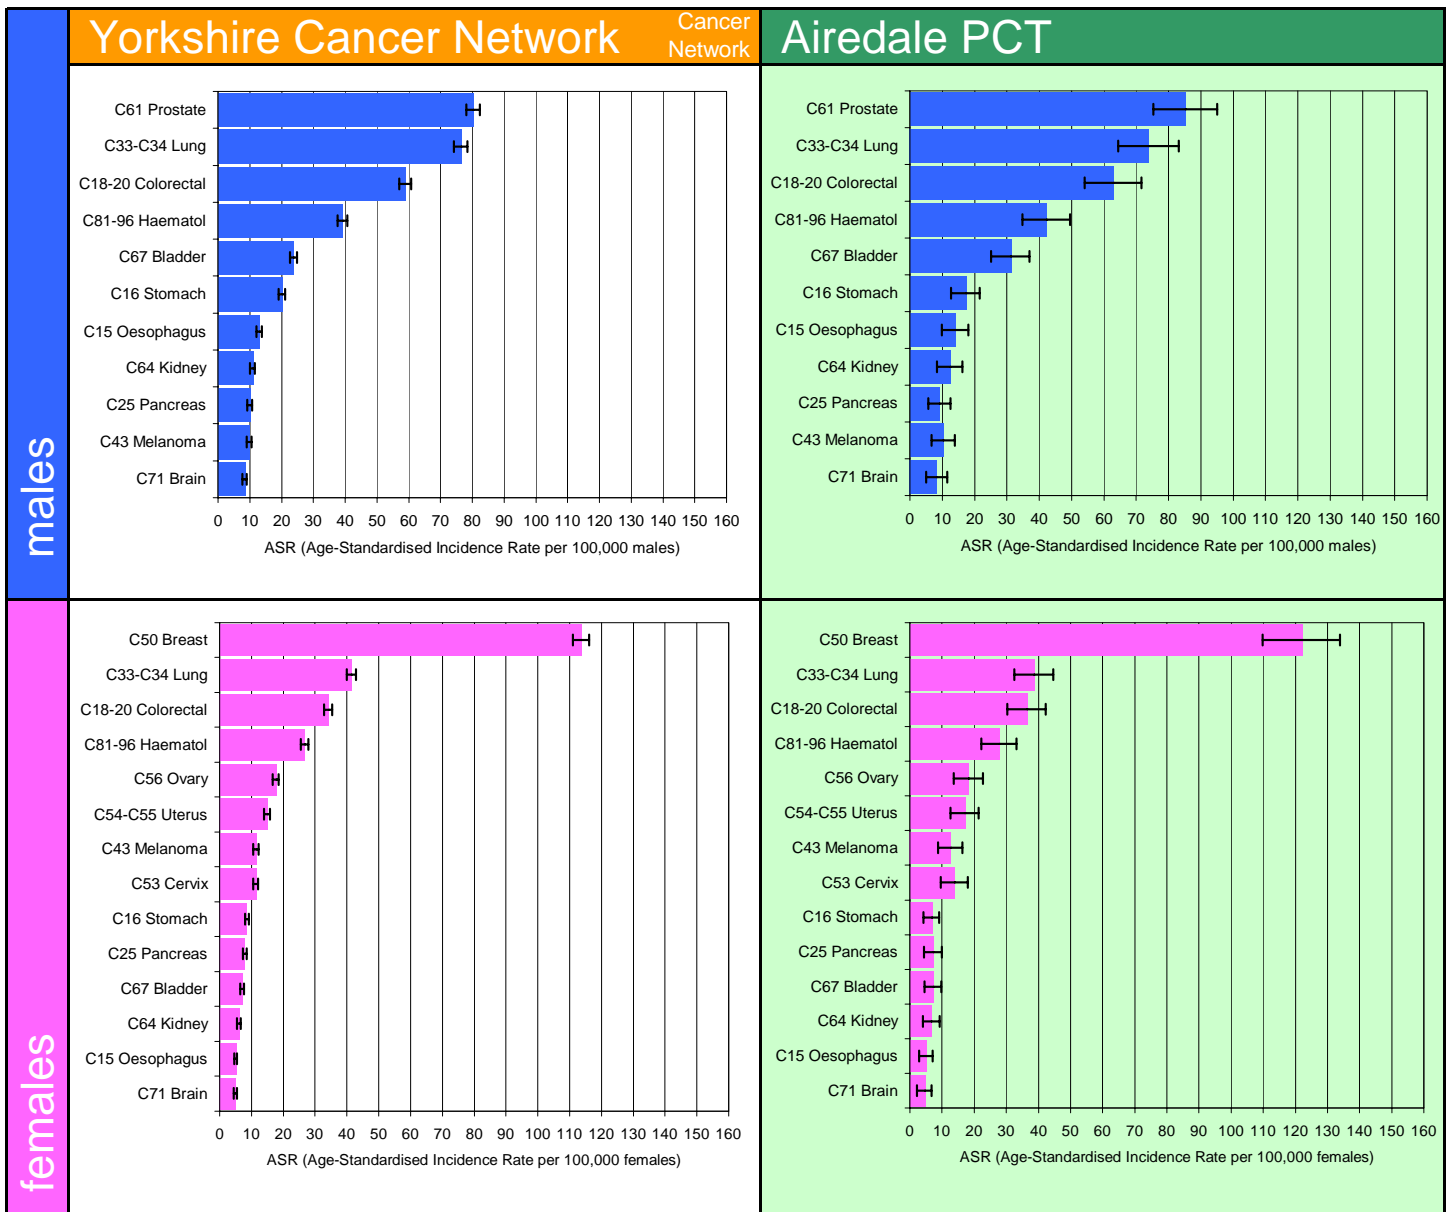 Yorkshire Cancer Network
Cancer
Network
Airedale PCT
males
C61 Prostate
C33-C34 Lung
C18-20 Colorectal
C81-96 Haematol
C67 Bladder
C16 Stomach
C15 Oesophagus
C64 Kidney
C25 Pancreas
C43 Melanoma
C71 Brain
0 10 20 30 40 50 60 70 80 90 100 110 120 130 140 150 160
ASR (Age-Standardised Incidence Rate per 100,000 males)
C61 Prostate
C33-C34 Lung
C18-20 Colorectal
C81-96 Haematol
C67 Bladder
C16 Stomach
C15 Oesophagus
C64 Kidney
C25 Pancreas
C43 Melanoma
C71 Brain
0 10 20 30 40 50 60 70 80 90 100 110 120 130 140 150 160
ASR (Age-Standardised Incidence Rate per 100,000 males)
females
C50 Breast
C33-C34 Lung
C18-20 Colorectal
C81-96 Haematol
C56 Ovary
C54-C55 Uterus
C43 Melanoma
C53 Cervix
C16 Stomach
C25 Pancreas
C67 Bladder
C64 Kidney
C15 Oesophagus
C71 Brain
0 10 20 30 40 50 60 70 80 90 100 110 120 130 140 150 160
ASR (Age-Standardised Incidence Rate per 100,000 females)
C50 Breast
C33-C34 Lung
C18-20 Colorectal
C81-96 Haematol
C56 Ovary
C54-C55 Uterus
C43 Melanoma
C53 Cervix
C16 Stomach
C25 Pancreas
C67 Bladder
C64 Kidney
C15 Oesophagus
C71 Brain
0 10 20 30 40 50 60 70 80 90 100 110 120 130 140 150 160
ASR (Age-Standardised Incidence Rate per 100,000 females)